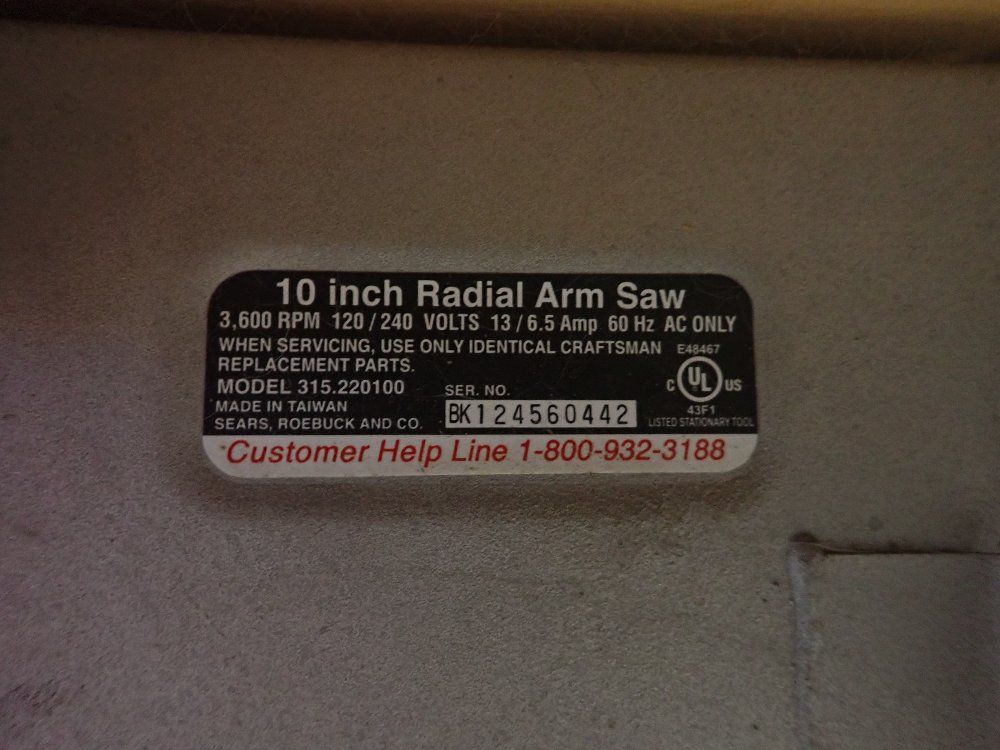 10 inch Radial Arm Saw
3,600 RPM 120/240 VOLTS 13/6.5 Amp 60 Hz AC ONLY
WHEN SERVICING, USE ONLY IDENTICAL CRAFTSMAN
REPLACEMENT PARTS.
E48467
MODEL 315.220100
SER. NO.
C UL US
MADE IN TAIWAN
BK124560442
43F1
SEARS, ROEBUCK AND CO.
LISTED STATIONARY TOOL
Customer Help Line 1-800-932-3188